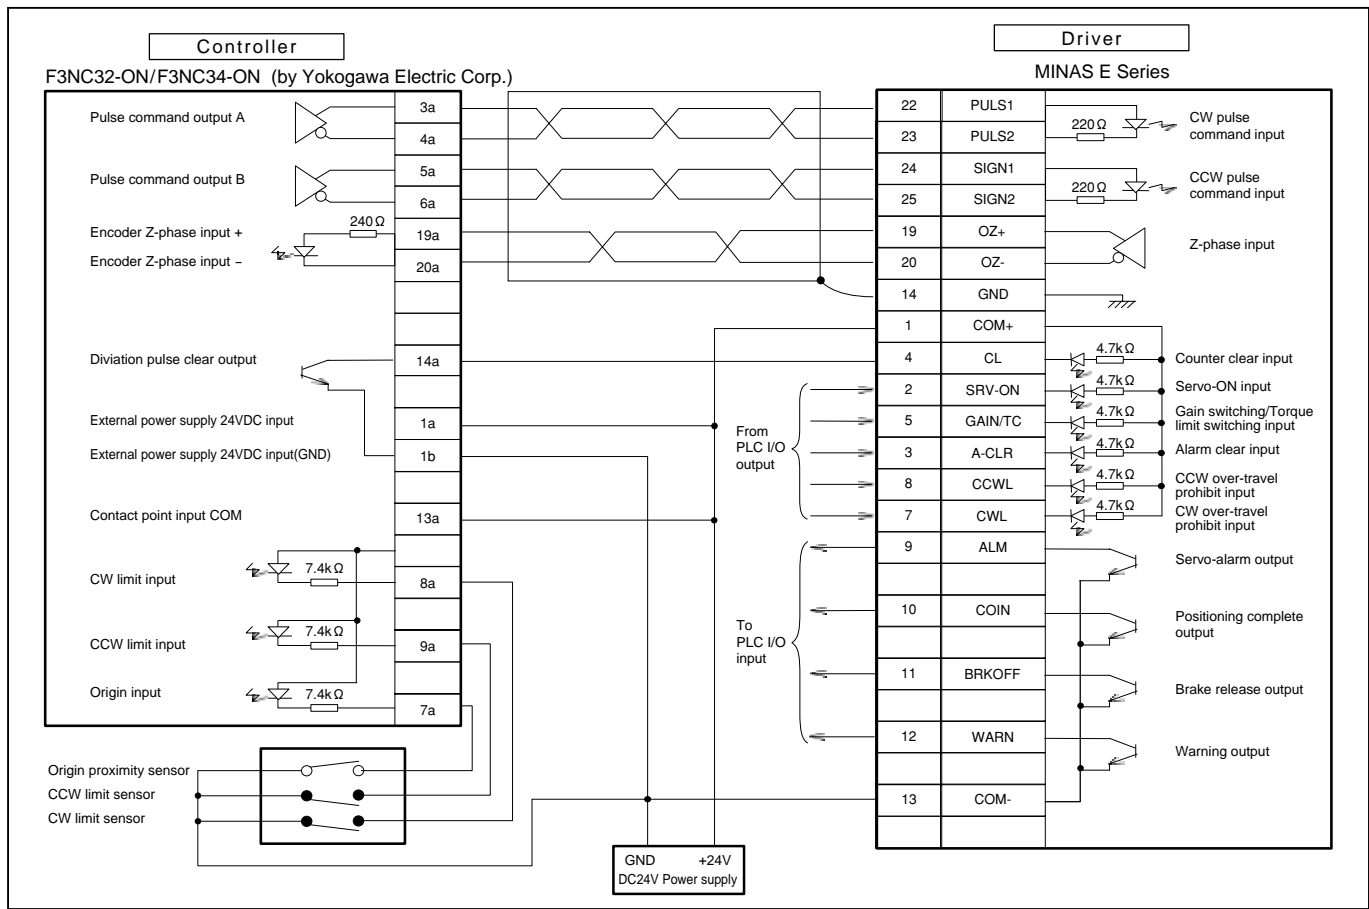 Controller
F3NC32-ON/F3NC34-ON (by Yokogawa Electric Corp.)
Pulse command output A
3a
4a
Pulse command output B
5a
6a
240Ω
Encoder Z-phase input +
19a
Encoder Z-phase input −
20a
Diviation pulse clear output
14a
External power supply 24VDC input
1a
External power supply 24VDC input(GND)
1b
Contact point input COM
13a
CW limit input
7.4kΩ
8a
CCW limit input
7.4kΩ
9a
Origin input
7.4kΩ
7a
Origin proximity sensor
CCW limit sensor
CW limit sensor
GND +24V
DC24V Power supply
From
PLC I/O
output
To
PLC I/O
input
Driver
MINAS E Series
22 PULS1
23 PULS2
220Ω
CW pulse
command input
24 SIGN1
25 SIGN2
220Ω
CCW pulse
command input
19 OZ+
20 OZ-
Z-phase input
14 GND
1 COM+
4 CL 4.7kΩ Counter clear input
2 SRV-ON 4.7kΩ Servo-ON input
5 GAIN/TC 4.7kΩ Gain switching/Torque
limit switching input
3 A-CLR 4.7kΩ Alarm clear input
8 CCWL 4.7kΩ CCW over-travel
prohibit input
7 CWL 4.7kΩ CW over-travel
prohibit input
9 ALM Servo-alarm output
10 COIN Positioning complete
output
11 BRKOFF Brake release output
12 WARN Warning output
13 COM-